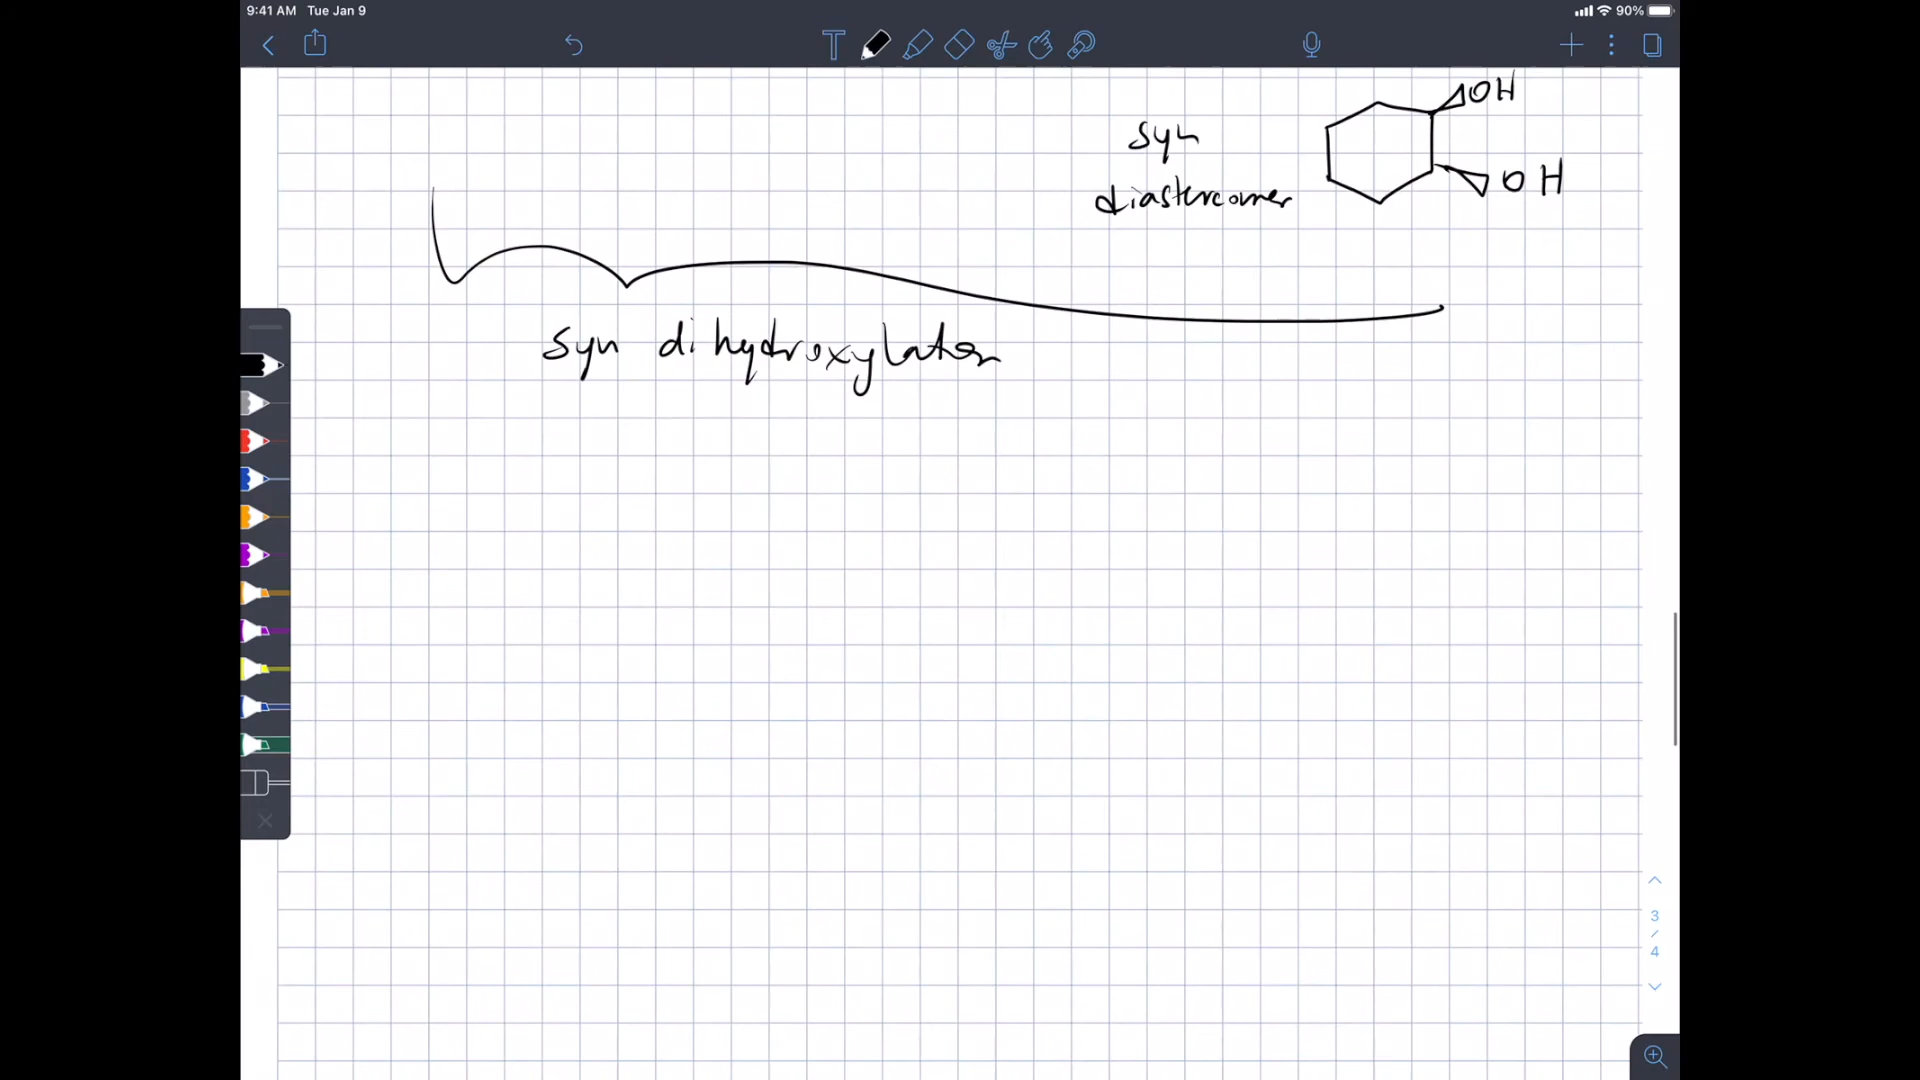 9:41 AM Tue Jan 9
90%
T
OH
syn
OH
diastereomer
syn dihydroxylation
3
/
4